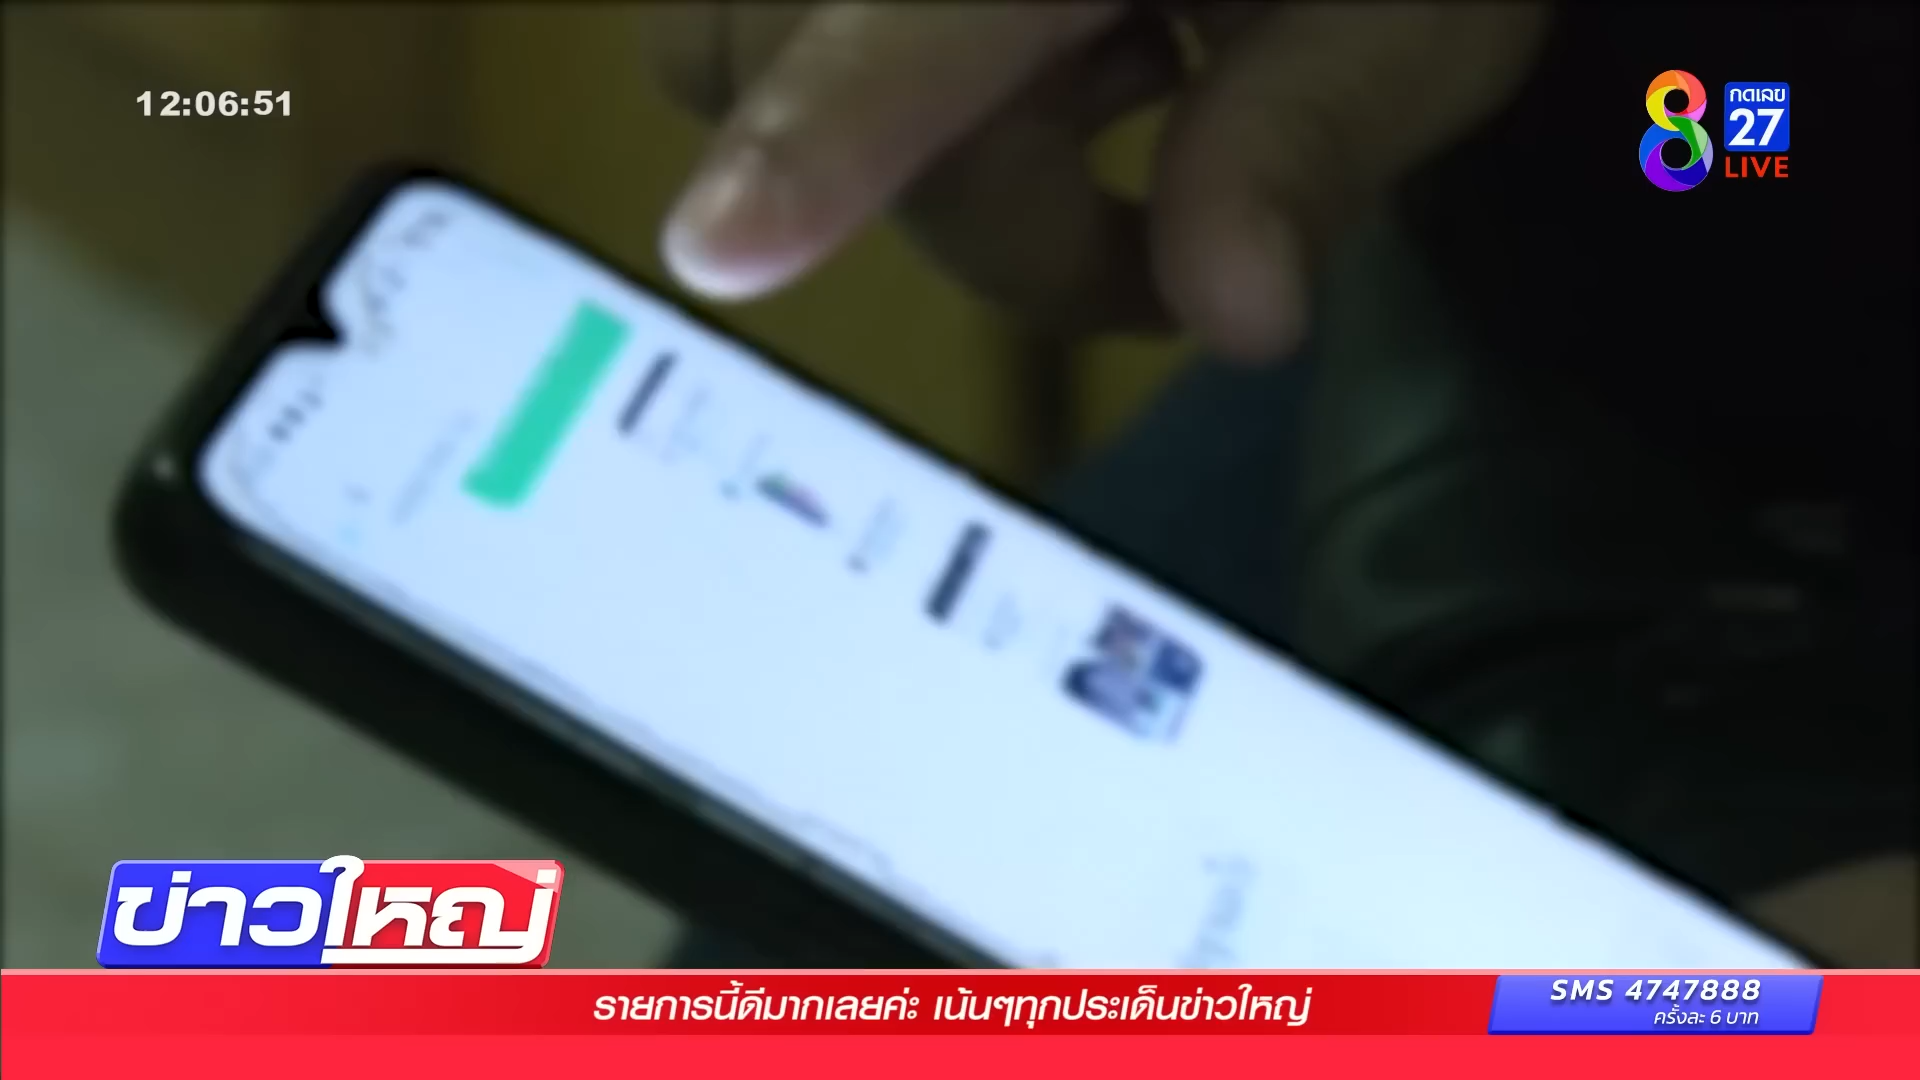 12:06:51
8
กดเลข
27
LIVE
ข่าวใหญ่
รายการนี้ดีมากเลยค่ะ เน้นๆทุกประเด็นข่าวใหญ่
SMS 4747888
ครั้งละ 6 บาท